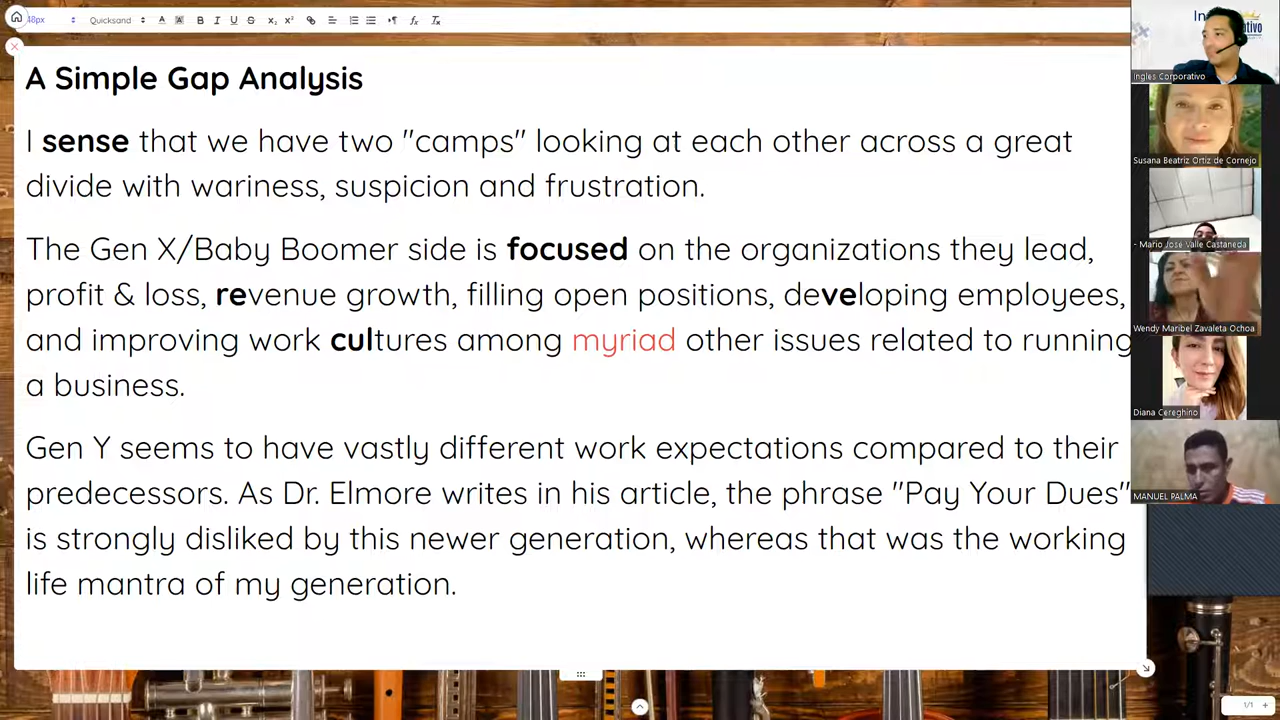 48px
Quicksand
A Simple Gap Analysis
I sense that we have two "camps" looking at each other across a great
divide with wariness, suspicion and frustration.
The Gen X/Baby Boomer side is focused on the organizations they lead,
profit & loss, revenue growth, filling open positions, developing employees,
and improving work cultures among myriad other issues related to running
a business.
Gen Y seems to have vastly different work expectations compared to their
predecessors. As Dr. Elmore writes in his article, the phrase "Pay Your Dues"
is strongly disliked by this newer generation, whereas that was the working
life mantra of my generation.
Ingles Corporativo
Susana Beatriz Ortiz de Cornejo
- Mario Jose Valle Castaneda
Wendy Maribel Zavaleta Ochoa
Diana Cereghino
MANUEL PALMA
1/1